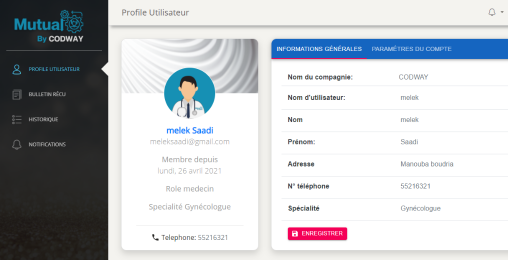 Mutual
By CODWAY
PROFILE UTILISATEUR
BULLETIN RÉCU
HISTORIQUE
NOTIFICATIONS
Profile Utilisateur
melek Saadi
meleksaadi@gmail.com
Membre depuis
lundi, 26 avril 2021
Role medecin
Specialité Gynécologue
Telephone: 55216321
INFORMATIONS GÉNÉRALES PARAMÈTRES DU COMPTE
Nom du compagnie: CODWAY
Nom d'utilisateur: melek
Nom melek
Prénom: Saadi
Adresse Manouba boudria
N° téléphone 55216321
Spécialité Gynécologue
ENREGISTRER